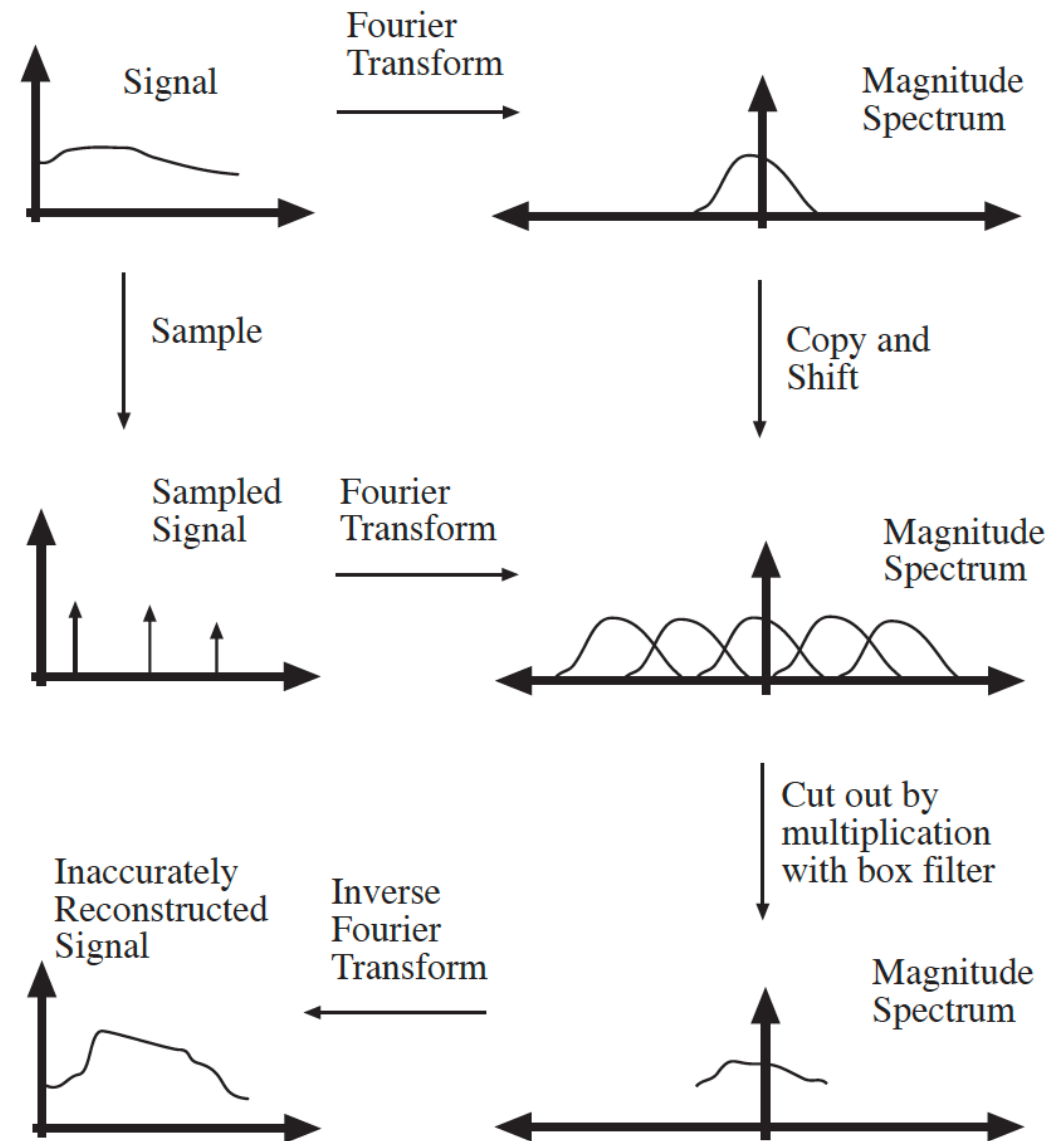 Signal
Fourier
Transform
Magnitude
Spectrum
Sample
Copy and
Shift
Sampled
Signal
Fourier
Transform
Magnitude
Spectrum
Cut out by
multiplication
with box filter
Inaccurately
Reconstructed
Signal
Inverse
Fourier
Transform
Magnitude
Spectrum